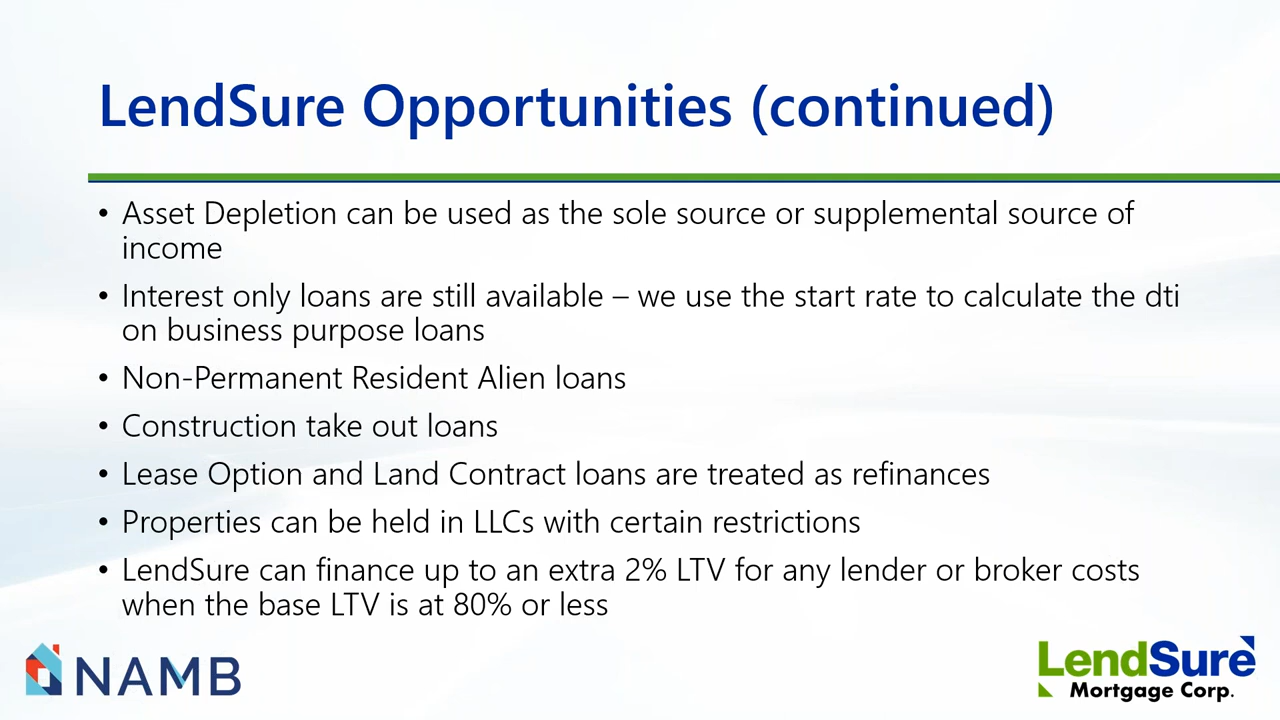 LendSure Opportunities (continued)
• Asset Depletion can be used as the sole source or supplemental source of
income
• Interest only loans are still available – we use the start rate to calculate the dti
on business purpose loans
• Non-Permanent Resident Alien loans
• Construction take out loans
• Lease Option and Land Contract loans are treated as refinances
• Properties can be held in LLCs with certain restrictions
• LendSure can finance up to an extra 2% LTV for any lender or broker costs
when the base LTV is at 80% or less
NAMB
LendSure
Mortgage Corp.